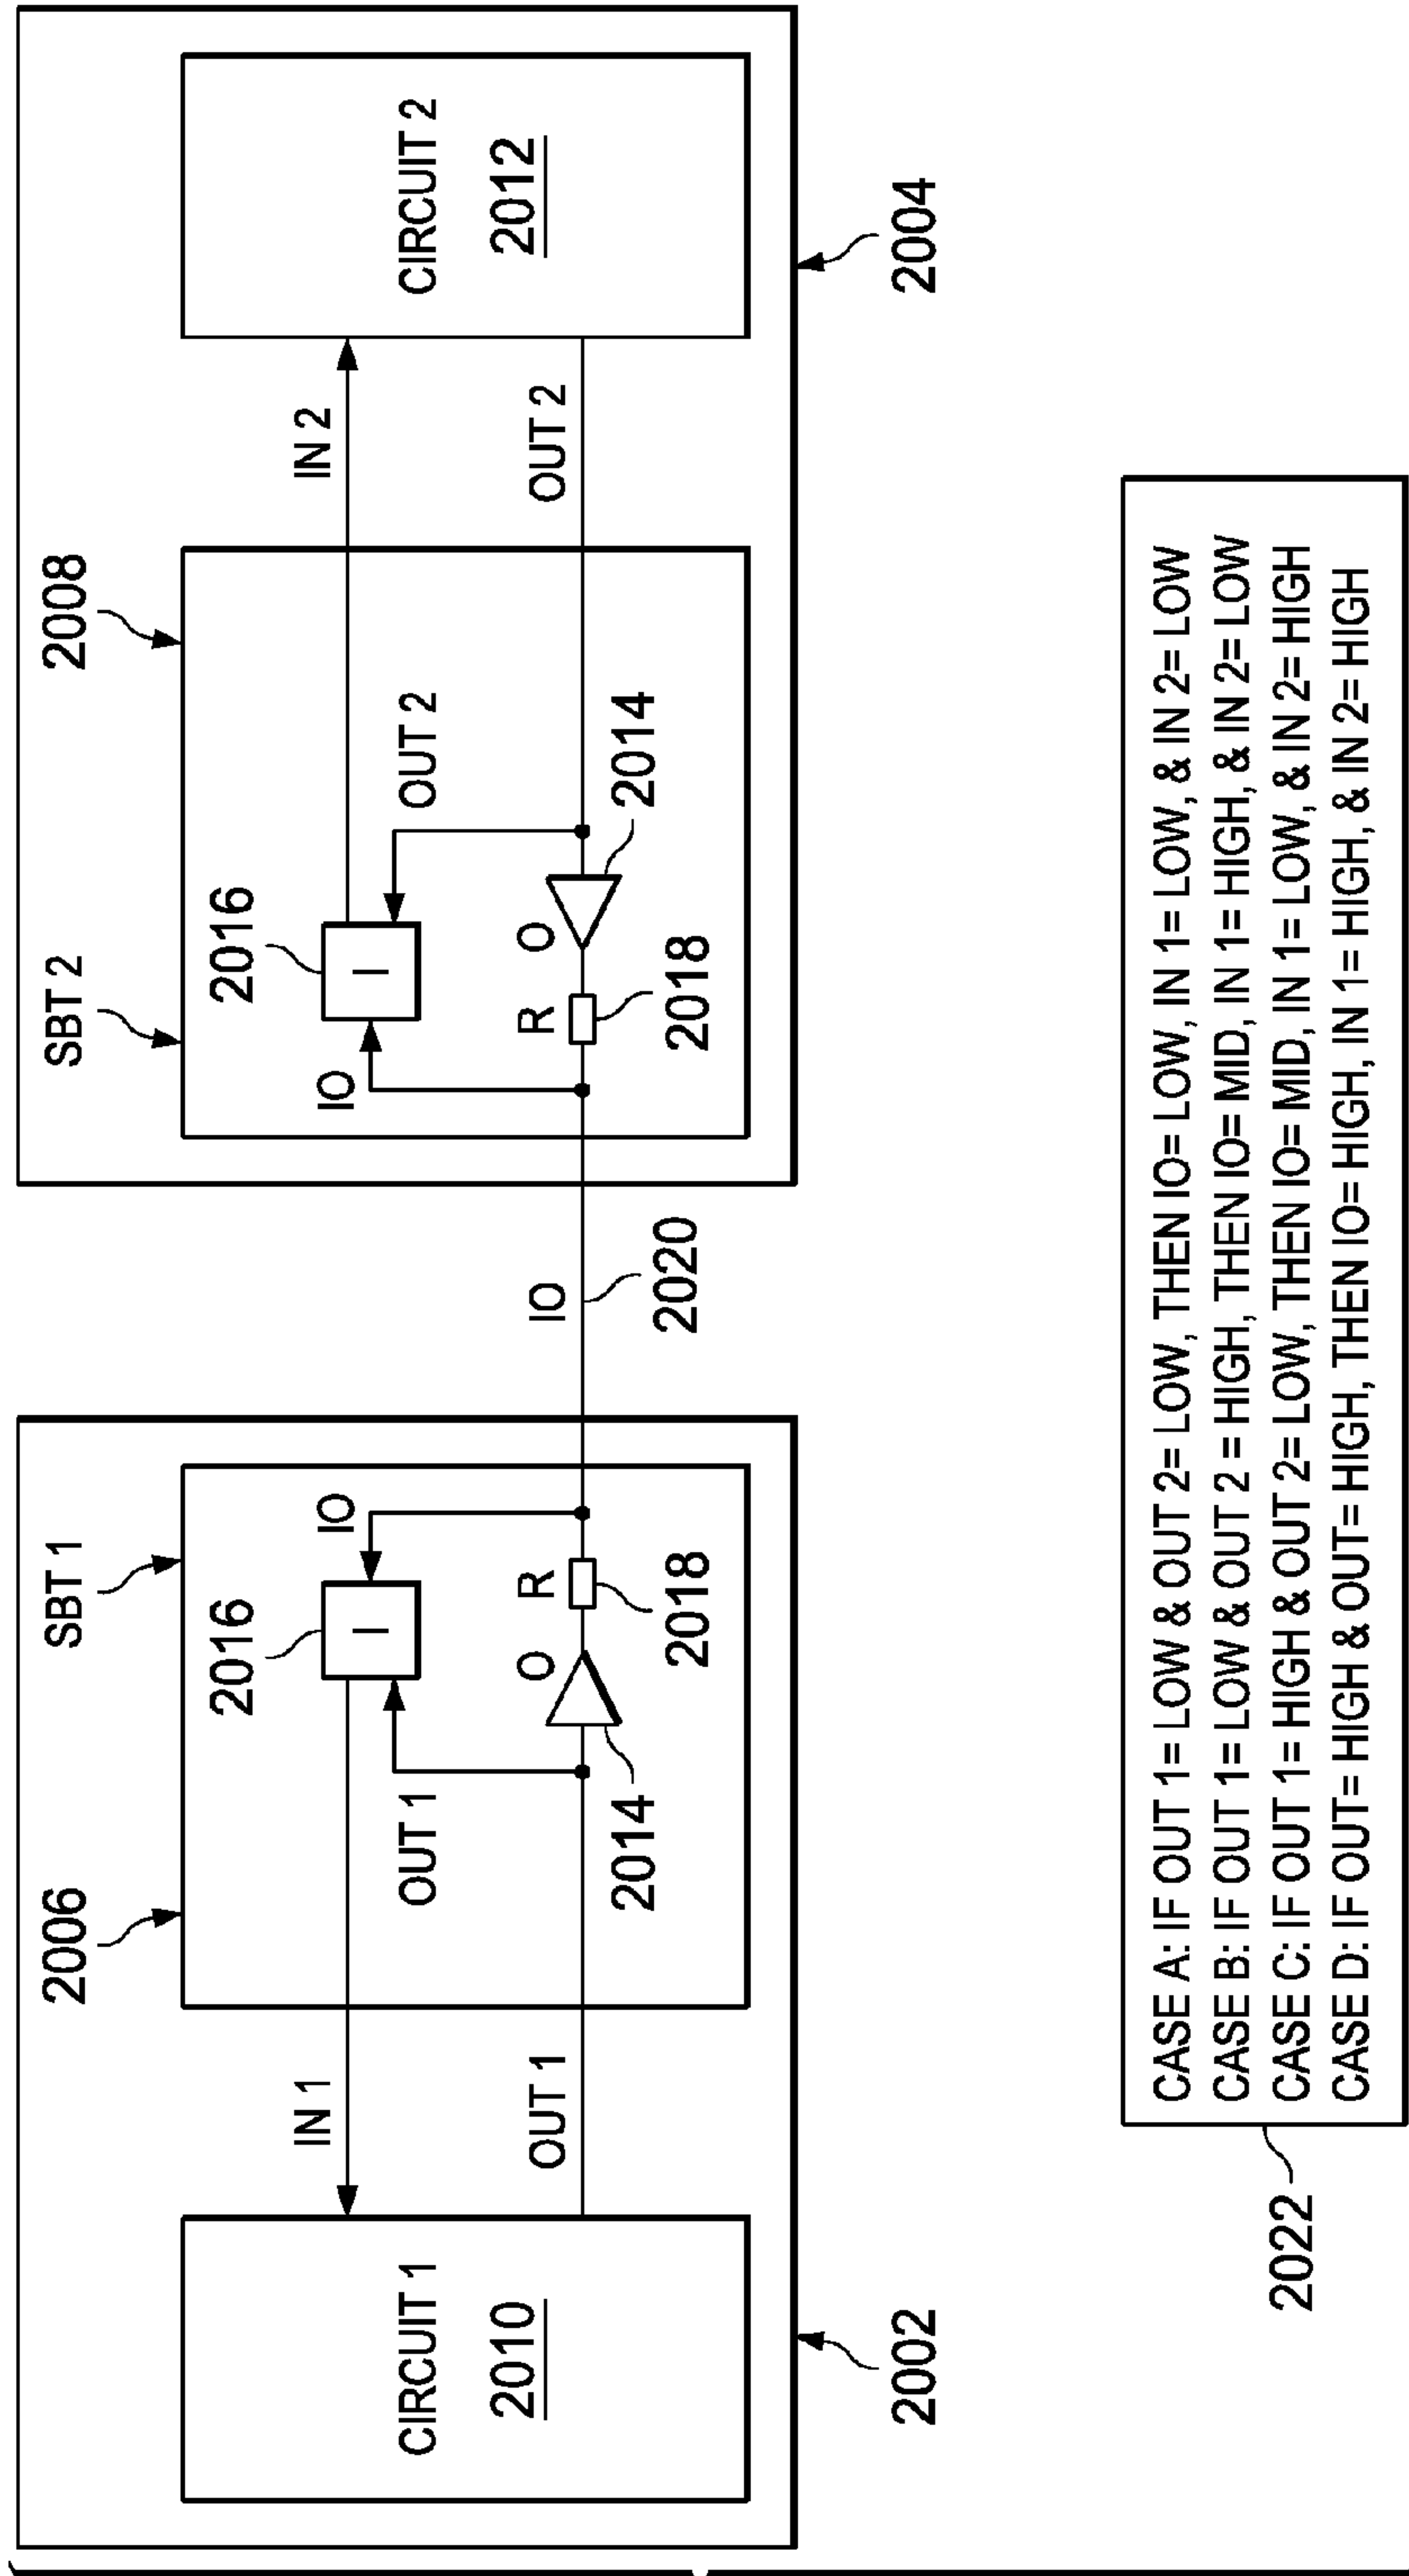 2006
SBT 1
SBT 2
2008
CIRCUIT 1
2010
IN 1
OUT 1
2016
I
IO
OUT 1
O
R
2014
2018
IO
2020
2016
I
IO
OUT 2
R
O
2018
2014
IN 2
OUT 2
CIRCUIT 2
2012
2002
2004
CASE A: IF OUT 1= LOW & OUT 2= LOW, THEN IO= LOW, IN 1= LOW, & IN 2= LOW
CASE B: IF OUT 1= LOW & OUT 2 = HIGH, THEN IO= MID, IN 1= HIGH, & IN 2= LOW
CASE C: IF OUT 1= HIGH & OUT 2= LOW, THEN IO= MID, IN 1= LOW, & IN 2= HIGH
CASE D: IF OUT= HIGH & OUT= HIGH, THEN IO= HIGH, IN 1= HIGH, & IN 2= HIGH
2022